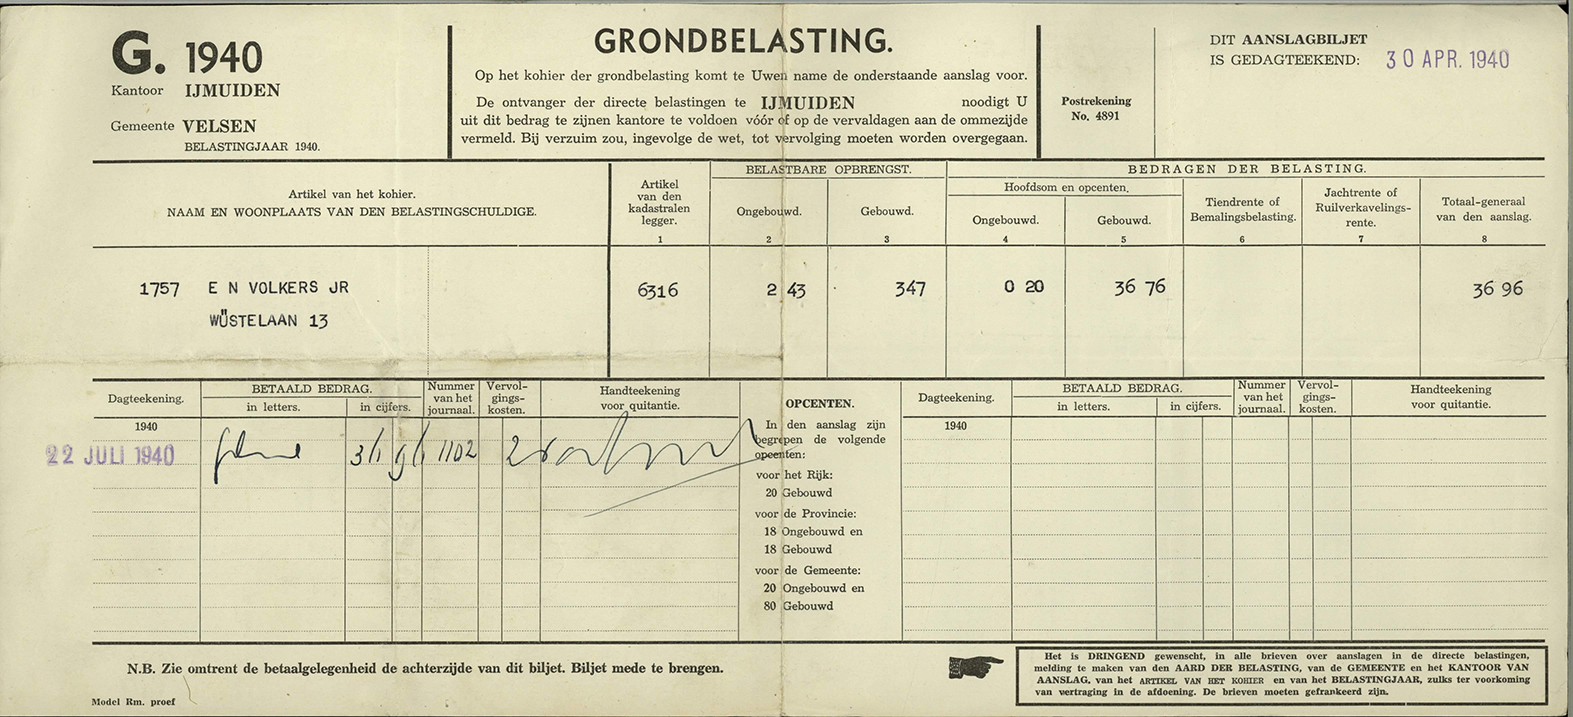 G. 1940
Kantoor IJMUIDEN
Gemeente VELSEN
BELASTINGJAAR 1940.
GRONDBELASTING.
Op het kohier der grondbelasting komt te Uwen name de onderstaande aanslag voor.
De ontvanger der directe belastingen te IJMUIDEN noodigt U
uit dit bedrag te zijnen kantore te voldoen vóór of op de vervaldagen aan de ommezijde
vermeld. Bij verzuim zou, ingevolge de wet, tot vervolging moeten worden overgegaan.
Postrekening
No. 4891
DIT AANSLAGBILJET
IS GEDAGTEEKEND: 30 APR. 1940
Artikel van het kohier.
NAAM EN WOONPLAATS VAN DEN BELASTINGSCHULDIGE.
Artikel
van den
kadastralen
legger.
1
BELASTBARE OPBRENGST.
Ongebouwd.
2
Gebouwd.
3
BEDRAGEN DER BELASTING.
Hoofdsom en opcenten.
Ongebouwd.
4
Gebouwd.
5
Tiendrente of
Bemalingsbelasting.
6
Jachtrente of
Ruilverkavelings-
rente.
7
Totaal-generaal
van den aanslag.
8
1757 E N VOLKERS JR 6316 2 43 347 0 20 36 76 36 96
WÜSTELAAN 13
Dagteekening.
BETAALD BEDRAG.
in letters. in cijfers.
Nummer
van het
journaal.
Vervol-
gings-
kosten.
Handteekening
voor quitantie.
1940
22 JULI 1940 1102
OPCENTEN.
In den aanslag zijn
begrepen de volgende
opcenten:
voor het Rijk:
20 Gebouwd
voor de Provincie:
18 Ongebouwd en
18 Gebouwd
voor de Gemeente:
20 Ongebouwd en
80 Gebouwd
Dagteekening.
BETAALD BEDRAG.
in letters. in cijfers.
Nummer
van het
journaal.
Vervol-
gings-
kosten.
Handteekening
voor quitantie.
1940
N.B. Zie omtrent de betaalgelegenheid de achterzijde van dit biljet. Biljet mede te brengen.
Model Rm. proef
Het is DRINGEND gewenscht, in alle brieven over aanslagen in de directe belastingen,
melding te maken van den AARD DER BELASTING, van de GEMEENTE en het KANTOOR VAN
AANSLAG, van het ARTIKEL VAN HET KOHIER en van het BELASTINGJAAR, zulks ter voorkoming
van vertraging in de afdoening. De brieven moeten gefrankeerd zijn.